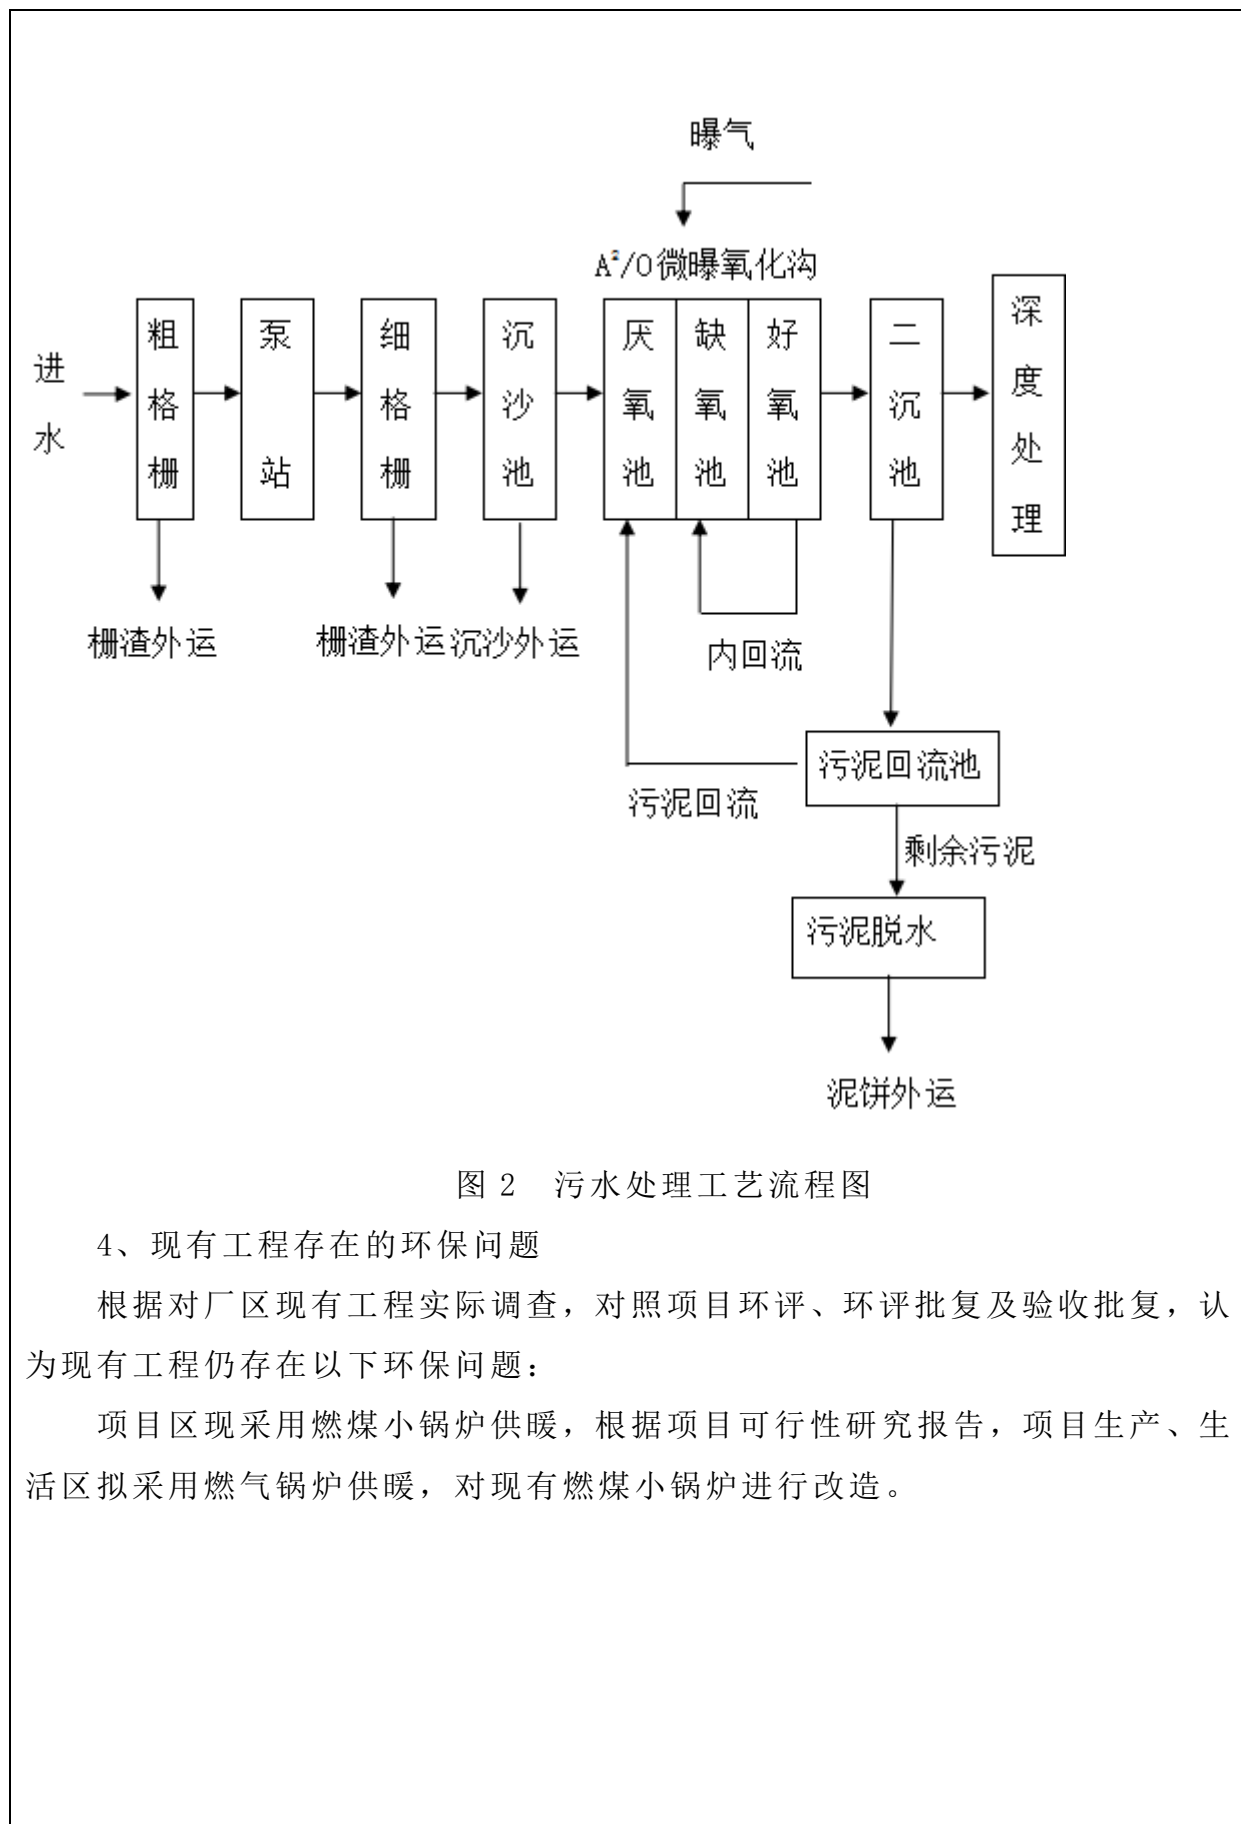 曝气
A²/O微曝氧化沟
进水
粗格栅
泵站
细格栅
沉沙池
厌氧池
缺氧池
好氧池
二沉池
深度处理
栅渣外运
栅渣外运
沉沙外运
内回流
污泥回流池
污泥回流
剩余污泥
污泥脱水
泥饼外运
图 2 污水处理工艺流程图
4、现有工程存在的环保问题
根据对厂区现有工程实际调查，对照项目环评、环评批复及验收批复，认
为现有工程仍存在以下环保问题：
项目区现采用燃煤小锅炉供暖，根据项目可行性研究报告，项目生产、生
活区拟采用燃气锅炉供暖，对现有燃煤小锅炉进行改造。